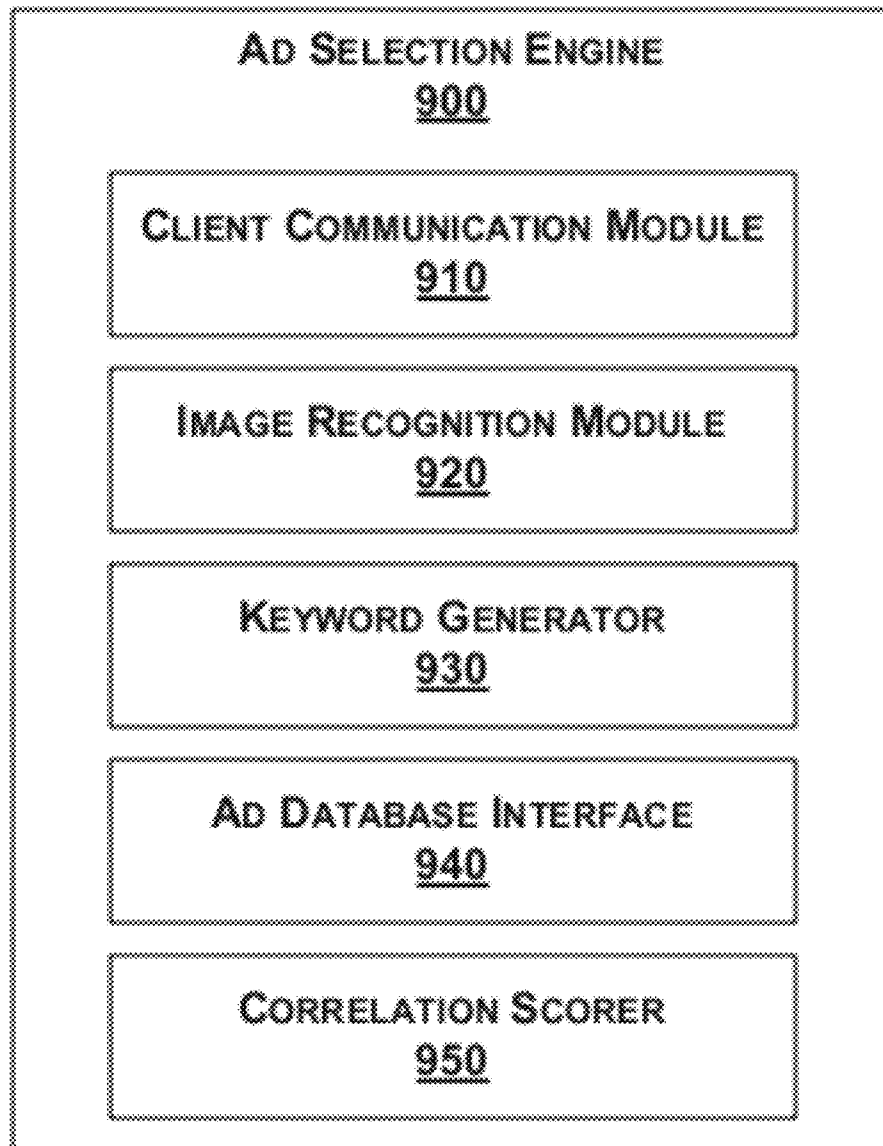 AD SELECTION ENGINE
900
CLIENT COMMUNICATION MODULE
910
IMAGE RECOGNITION MODULE
920
KEYWORD GENERATOR
930
AD DATABASE INTERFACE
940
CORRELATION SCORER
950